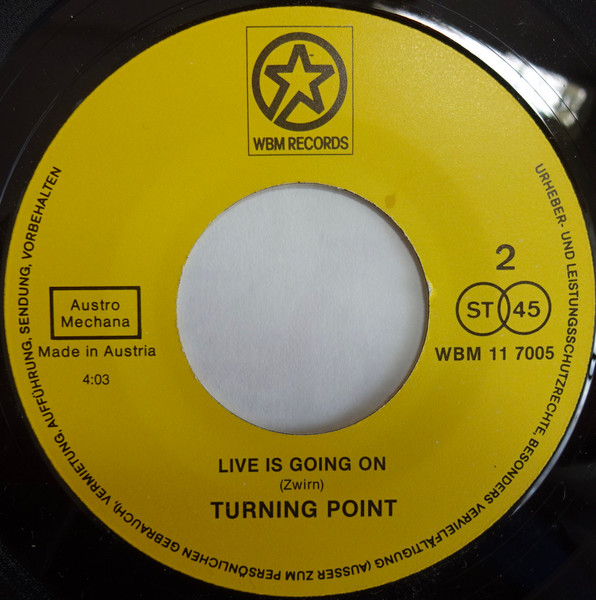 WBM RECORDS
URHEBER- UND LEISTUNGSSCHUTZRECHTE, BESONDERS VERVIELFÄLTIGUNG (AUSSER ZUM PERSÖNLICHEN GEBRAUCH), VERMIETUNG, AUFFÜHRUNG, SENDUNG, VORBEHALTEN
2
Austro
Mechana
ST 45
Made in Austria
WBM 11 7005
4:03
LIVE IS GOING ON
(Zwirn)
TURNING POINT